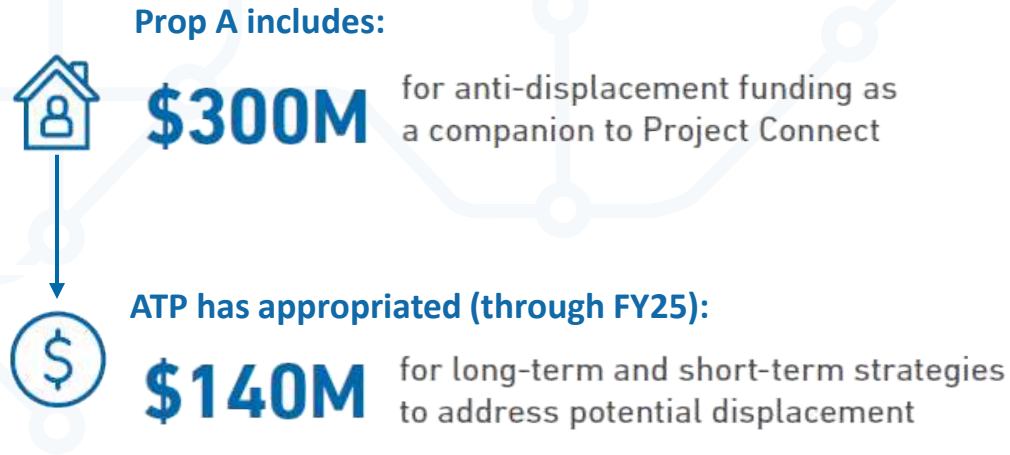 Prop A includes:
$300M
for anti-displacement funding as
a companion to Project Connect
ATP has appropriated (through FY25):
$
$140M
for long-term and short-term strategies
to address potential displacement